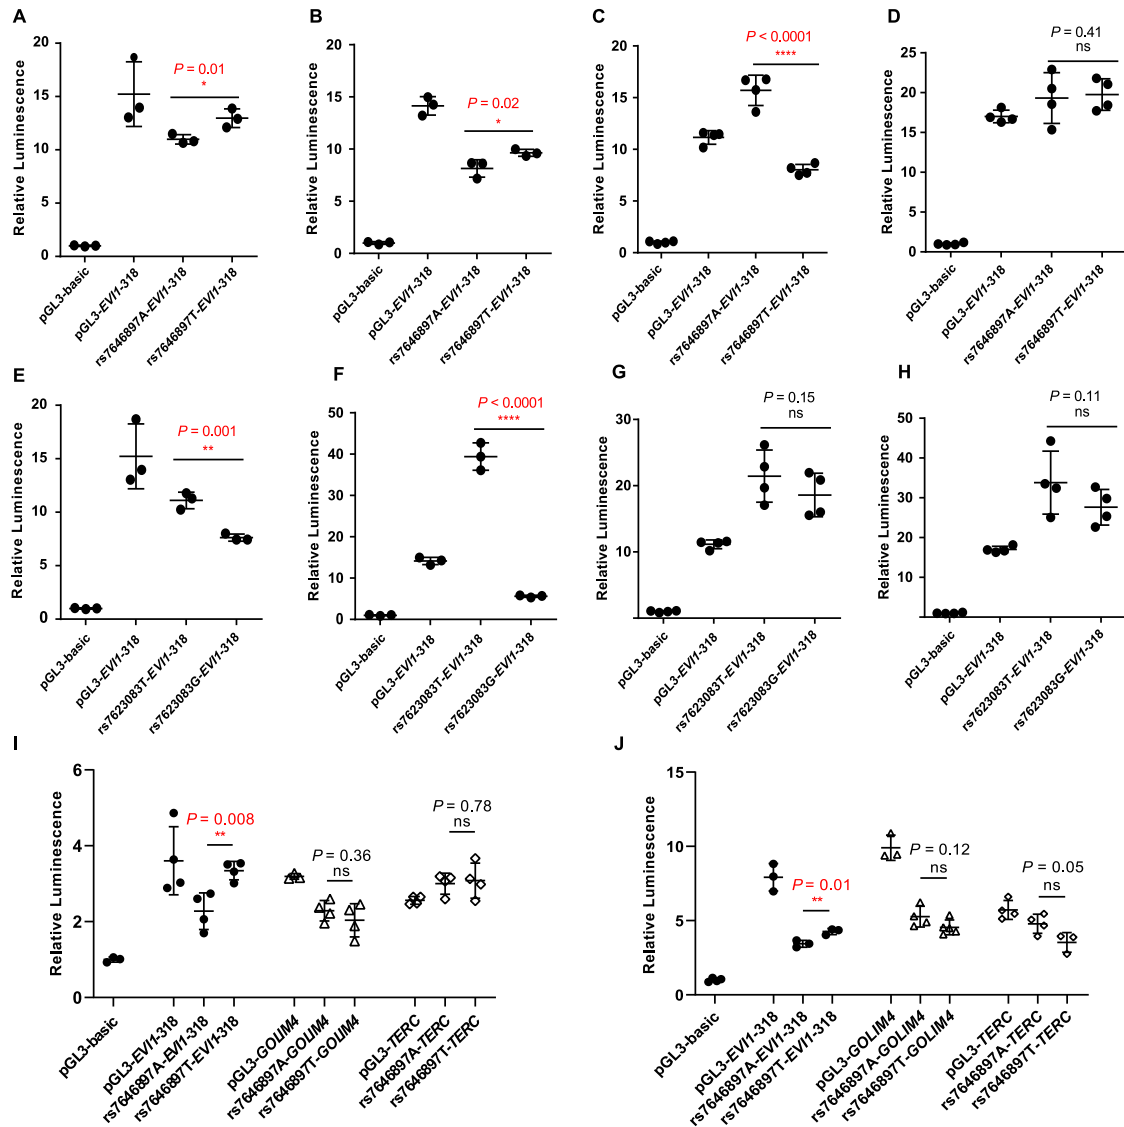 A
Relative Luminescence
20
15
10
5
0
P = 0.01
*
pGL3-basic
pGL3-EVI1-318
rs7646897A-EVI1-318
rs7646897T-EVI1-318
B
Relative Luminescence
20
15
10
5
0
P = 0.02
*
pGL3-basic
pGL3-EVI1-318
rs7646897A-EVI1-318
rs7646897T-EVI1-318
C
Relative Luminescence
20
15
10
5
0
P < 0.0001
****
pGL3-basic
pGL3-EVI1-318
rs7646897A-EVI1-318
rs7646897T-EVI1-318
D
Relative Luminescence
25
20
15
10
5
0
P = 0.41
ns
pGL3-basic
pGL3-EVI1-318
rs7646897A-EVI1-318
rs7646897T-EVI1-318
E
Relative Luminescence
20
15
10
5
0
P = 0.001
**
pGL3-basic
pGL3-EVI1-318
rs7623083T-EVI1-318
rs7623083G-EVI1-318
F
Relative Luminescence
50
40
30
20
10
0
P < 0.0001
****
pGL3-basic
pGL3-EVI1-318
rs7623083T-EVI1-318
rs7623083G-EVI1-318
G
Relative Luminescence
30
20
10
P = 0.15
ns
pGL3-basic
pGL3-EVI1-318
rs7623083T-EVI1-318
rs7623083G-EVI1-318
H
Relative Luminescence
50
40
30
20
10
0
P = 0.11
ns
pGL3-basic
pGL3-EVI1-318
rs7623083T-EVI1-318
rs7623083G-EVI1-318
I
Relative Luminescence
6
4
2
0
P = 0.008
**
P = 0.36
ns
P = 0.78
ns
pGL3-basic
pGL3-EVI1-318
rs7646897A-EVI1-318
rs7646897T-EVI1-318
pGL3-GOLIM4
rs7646897A-GOLIM4
rs7646897T-GOLIM4
pGL3-TERC
rs7646897A-TERC
rs7646897T-TERC
J
Relative Luminescence
15
10
5
0
P = 0.01
**
P = 0.12
ns
P = 0.05
ns
pGL3-basic
pGL3-EVI1-318
rs7646897A-EVI1-318
rs7646897T-EVI1-318
pGL3-GOLIM4
rs7646897A-GOLIM4
rs7646897T-GOLIM4
pGL3-TERC
rs7646897A-TERC
rs7646897T-TERC